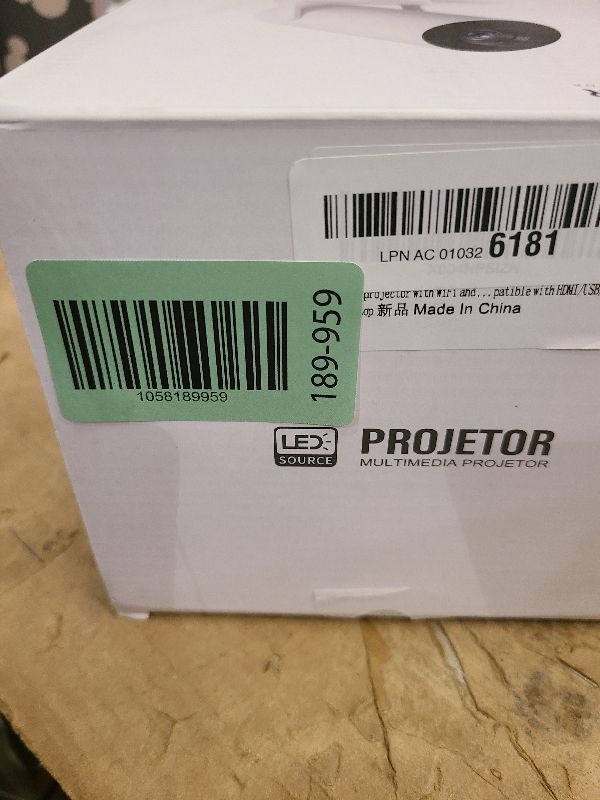 LPN AC 01032 6181
projector with WiFi and...patible with HDMI/USB,
top 新品 Made In China
1058189959
189-959
LED
SOURCE
PROJETOR
MULTIMEDIA PROJETOR